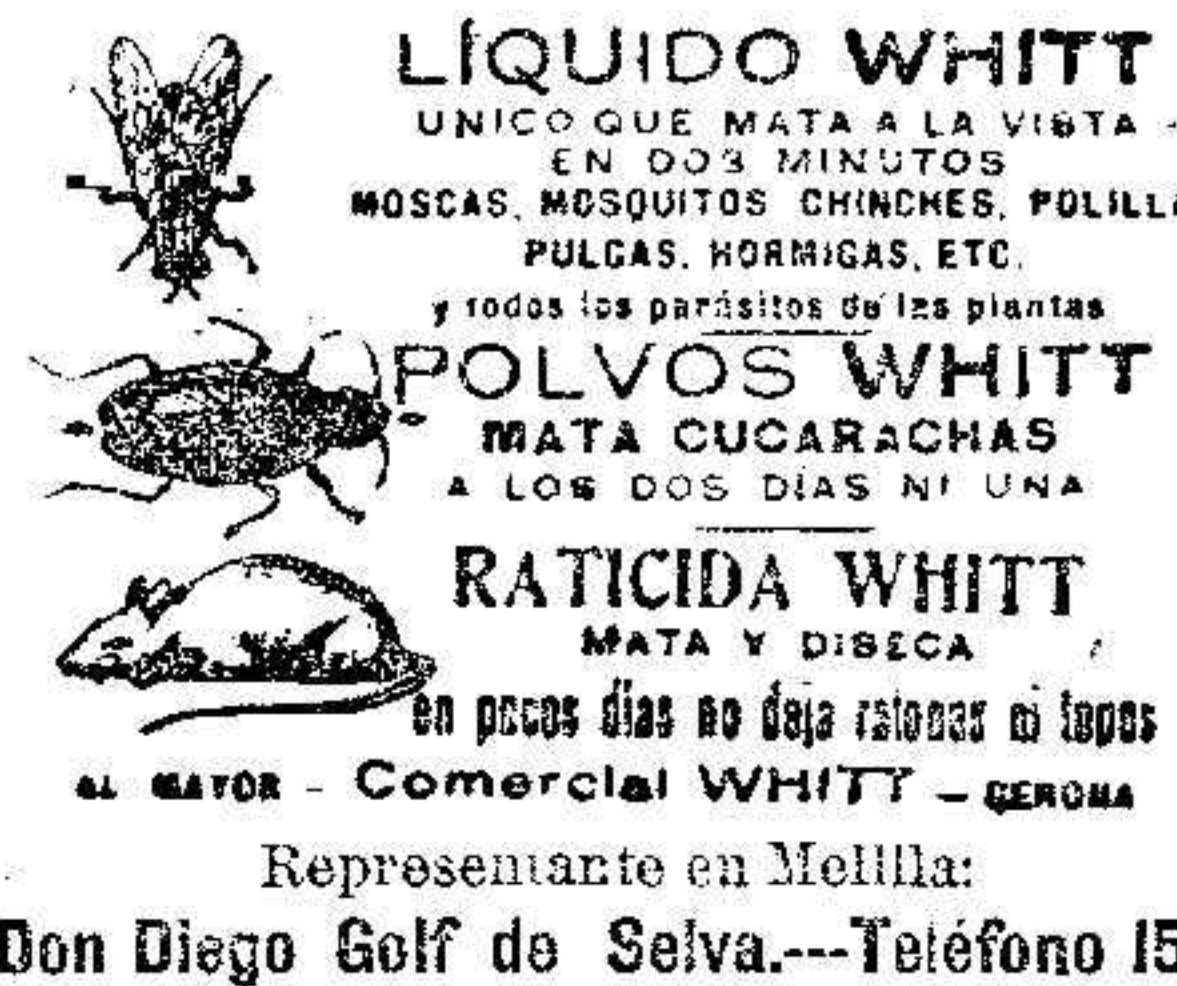 LÍQUIDO WHITT
UNICO QUE MATA A LA VISTA -
EN DOS MINUTOS
MOSCAS, MOSQUITOS CHINCHES, POLILLA
PULGAS, HORMIGAS, ETC.
y todos los parásitos de las plantas
POLVOS WHITT
MATA CUCARACHAS
A LOS DOS DÍAS NI UNA
RATICIDA WHITT
MATA Y DISECA
en pocos dias no deja ratones ni topos
AL MAYOR - Comercial WHITT - GERONA
Representante en Melilla:
Don Diego Golf de Selva.---Teléfono 15